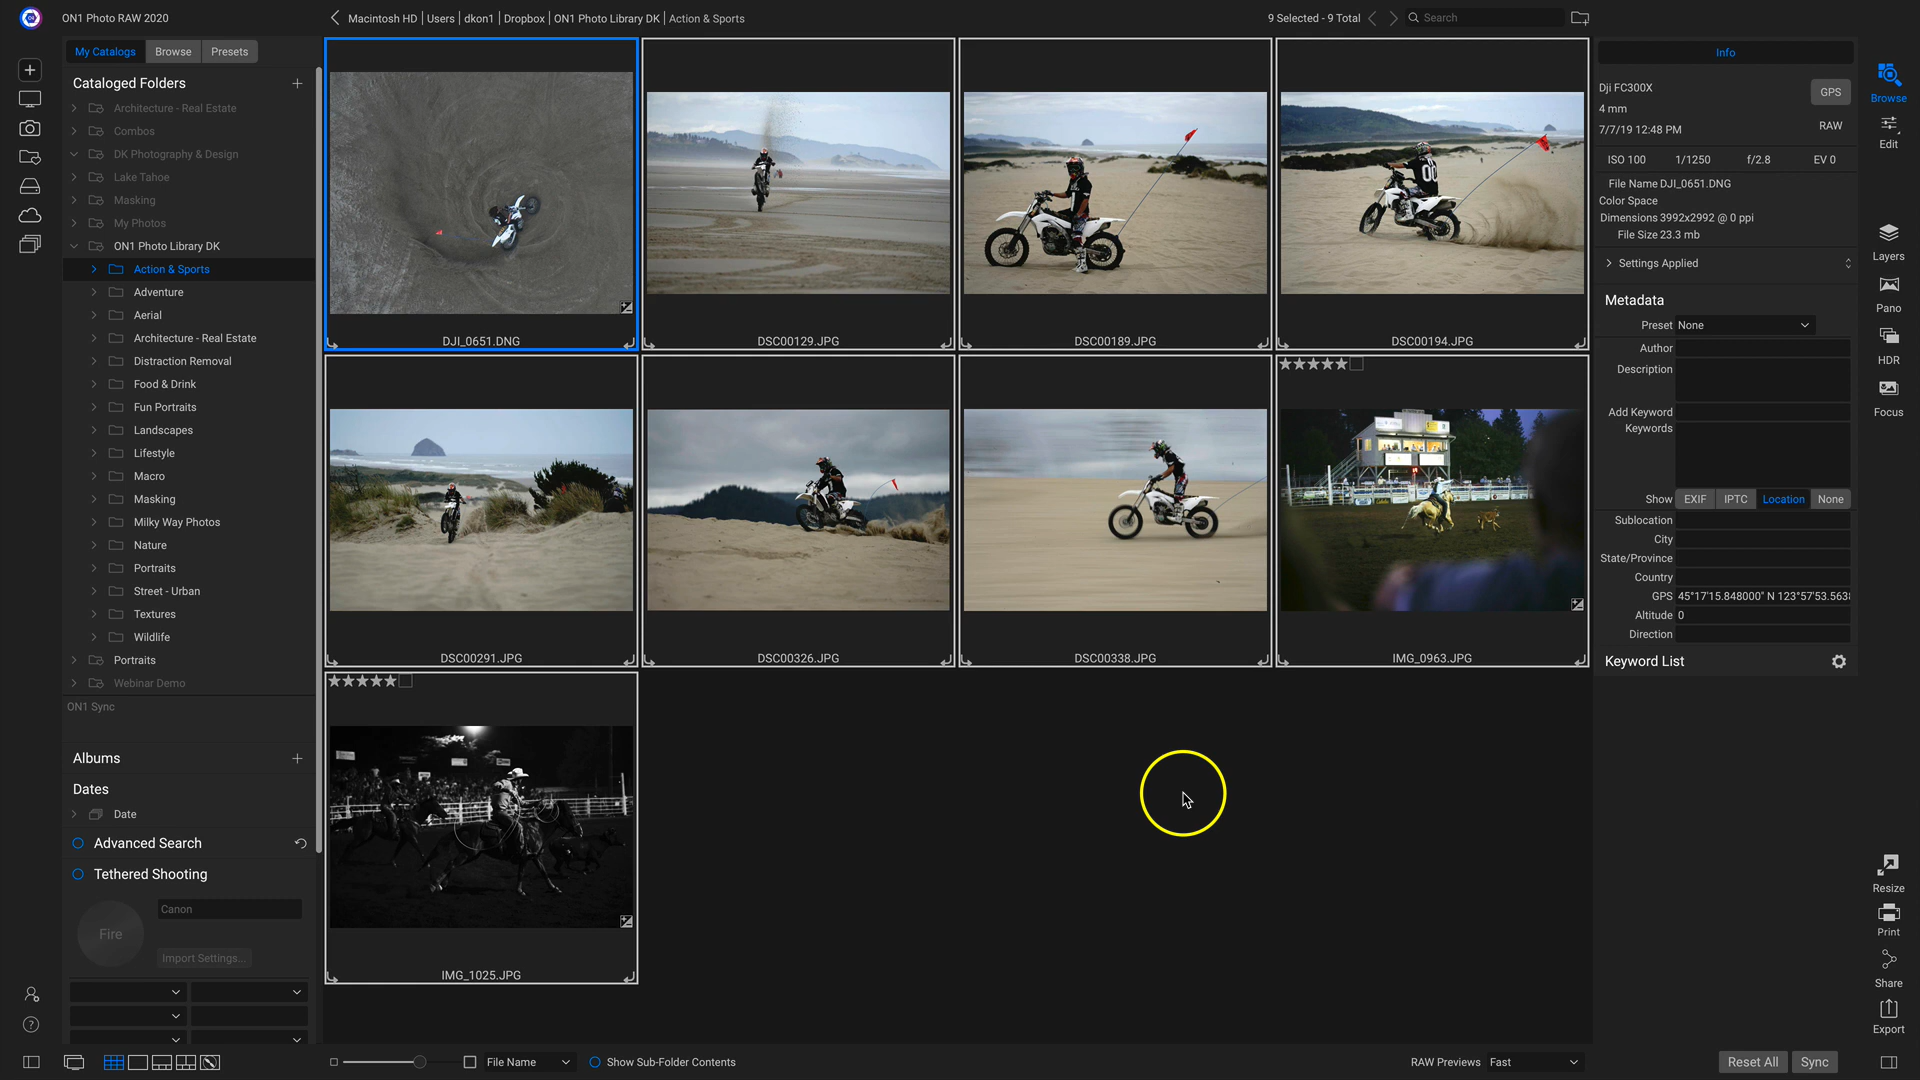 ON1 Photo RAW 2020
Macintosh HD | Users | dkon1 | Dropbox | ON1 Photo Library DK | Action & Sports
9 Selected - 9 Total
Search
My Catalogs
Browse
Presets
Cataloged Folders
Architecture - Real Estate
Combos
DK Photography & Design
Lake Tahoe
Masking
My Photos
ON1 Photo Library DK
Action & Sports
Adventure
Aerial
Architecture - Real Estate
Distraction Removal
Food & Drink
Fun Portraits
Landscapes
Lifestyle
Macro
Masking
Milky Way Photos
Nature
Portraits
Street - Urban
Textures
Wildlife
Portraits
Webinar Demo
ON1 Sync
Albums
Dates
Date
Advanced Search
Tethered Shooting
Canon
Fire
Import Settings...
DJI_0651.DNG
DSC00129.JPG
DSC00189.JPG
DSC00194.JPG
00
DSC00291.JPG
DSC00326.JPG
DSC00338.JPG
IMG_0963.JPG
IMG_1025.JPG
Info
Dji FC300X
GPS
4 mm
7/7/19 12:48 PM
RAW
ISO 100
1/1250
f/2.8
EV 0
File Name DJI_0651.DNG
Color Space
Dimensions 3992x2992 @ 0 ppi
File Size 23.3 mb
Settings Applied
Metadata
Preset None
Author
Description
Add Keyword
Keywords
Show EXIF IPTC Location None
Sublocation
City
State/Province
Country
GPS 45°17'15.848000" N 123°57'53.563
Altitude 0
Direction
Keyword List
Browse
Edit
Layers
Pano
HDR
Focus
Resize
Print
Share
Export
File Name
Show Sub-Folder Contents
RAW Previews Fast
Reset All
Sync